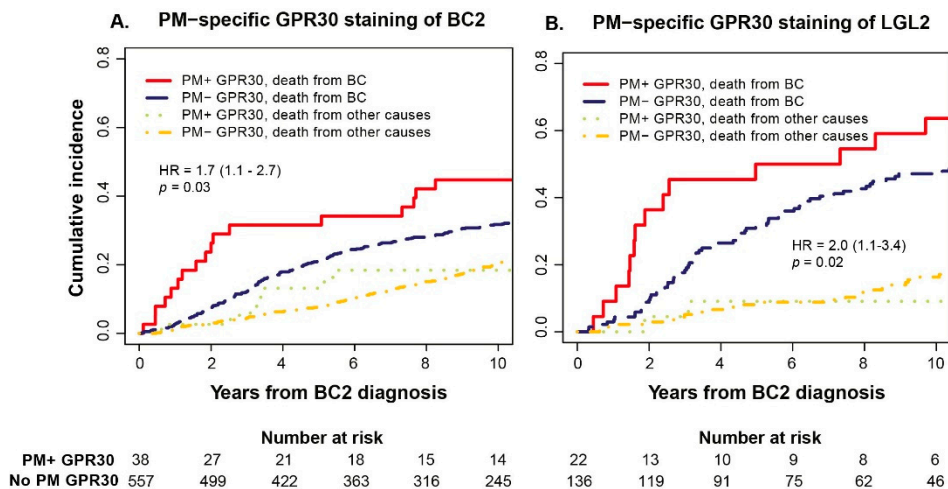 A. PM−specific GPR30 staining of BC2
0.8
0.6
0.4
0.2
0.0
Cumulative incidence
PM+ GPR30, death from BC
PM− GPR30, death from BC
PM+ GPR30, death from other causes
PM− GPR30, death from other causes
HR = 1.7 (1.1 - 2.7)
p = 0.03
0 2 4 6 8 10
Years from BC2 diagnosis
B. PM−specific GPR30 staining of LGL2
0.8
0.6
0.4
0.2
0.0
PM+ GPR30, death from BC
PM− GPR30, death from BC
PM+ GPR30, death from other causes
PM− GPR30, death from other causes
HR = 2.0 (1.1-3.4)
p = 0.02
0 2 4 6 8 10
Years from BC2 diagnosis
Number at risk Number at risk
PM+ GPR30 38 27 21 18 15 14 22 13 10 9 8 6
No PM GPR30 557 499 422 363 316 245 136 119 91 75 62 46